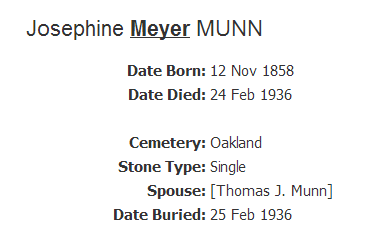 Josephine Meyer MUNN
Date Born: 12 Nov 1858
Date Died: 24 Feb 1936
Cemetery: Oakland
Stone Type: Single
Spouse: [Thomas J. Munn]
Date Buried: 25 Feb 1936